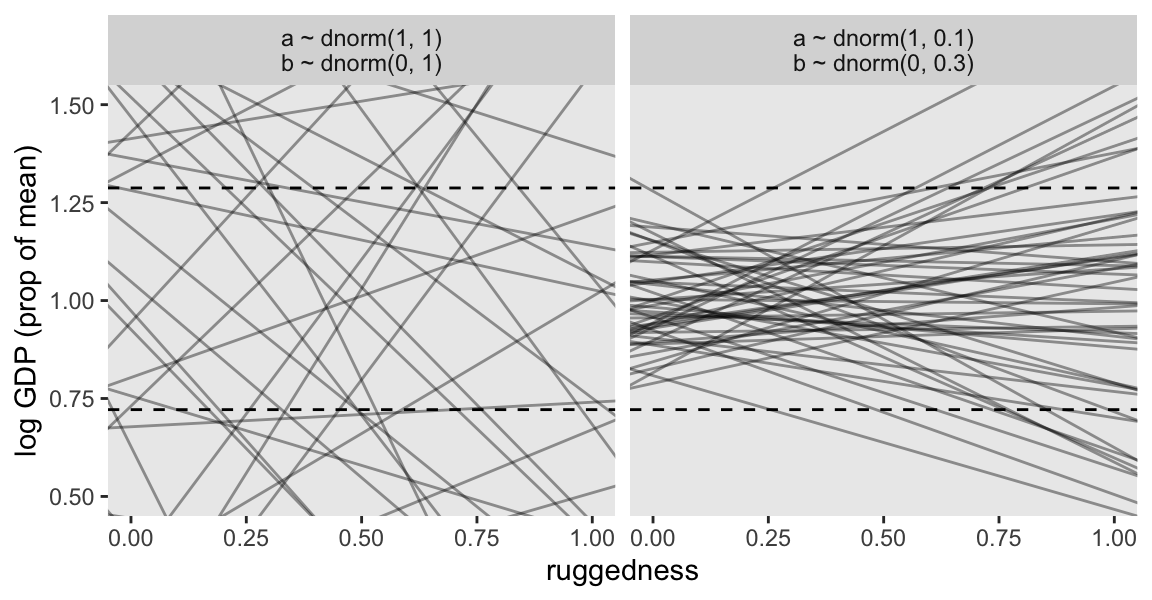 a ~ dnorm(1, 1)
b ~ dnorm(0, 1)
a ~ dnorm(1, 0.1)
b ~ dnorm(0, 0.3)
log GDP (prop of mean)
1.50
1.25
1.00
0.75
0.50
0.00 0.25 0.50 0.75 1.00
0.00 0.25 0.50 0.75 1.00
ruggedness